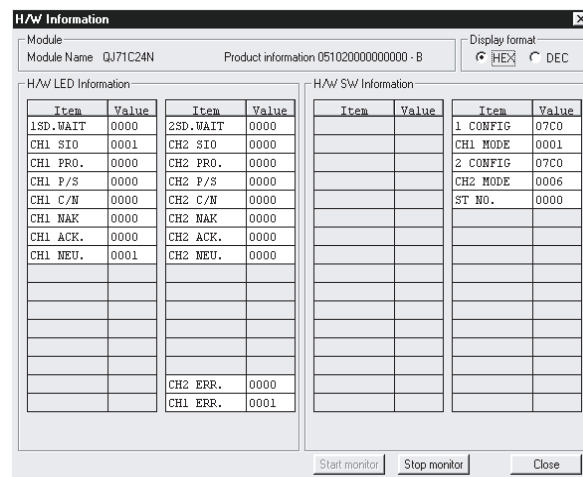 H/W Information
Module
Display format
Module Name QJ71C24N Product information 051020000000000 - B
HEX DEC
H/W LED Information
H/W SW Information
Item Value Item Value Item Value Item Value
1SD.WAIT 0000 2SD.WAIT 0000 1 CONFIG 07C0
CH1 SIO 0001 CH2 SIO 0000 CH1 MODE 0001
CH1 PRO. 0000 CH2 PRO. 0000 2 CONFIG 07C0
CH1 P/S 0000 CH2 P/S 0000 CH2 MODE 0006
CH1 C/N 0000 CH2 C/N 0000 ST NO. 0000
CH1 NAK 0000 CH2 NAK 0000
CH1 ACK. 0000 CH2 ACK. 0000
CH1 NEU. 0001 CH2 NEU. 0000
CH2 ERR. 0000
CH1 ERR. 0001
Start monitor Stop monitor Close